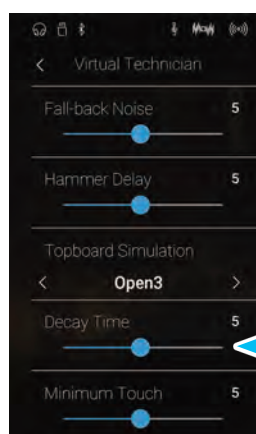 Virtual Technician
Fall-back Noise 5
Hammer Delay 5
Topboard Simulation
Open3
Decay Time 5
Minimum Touch 5